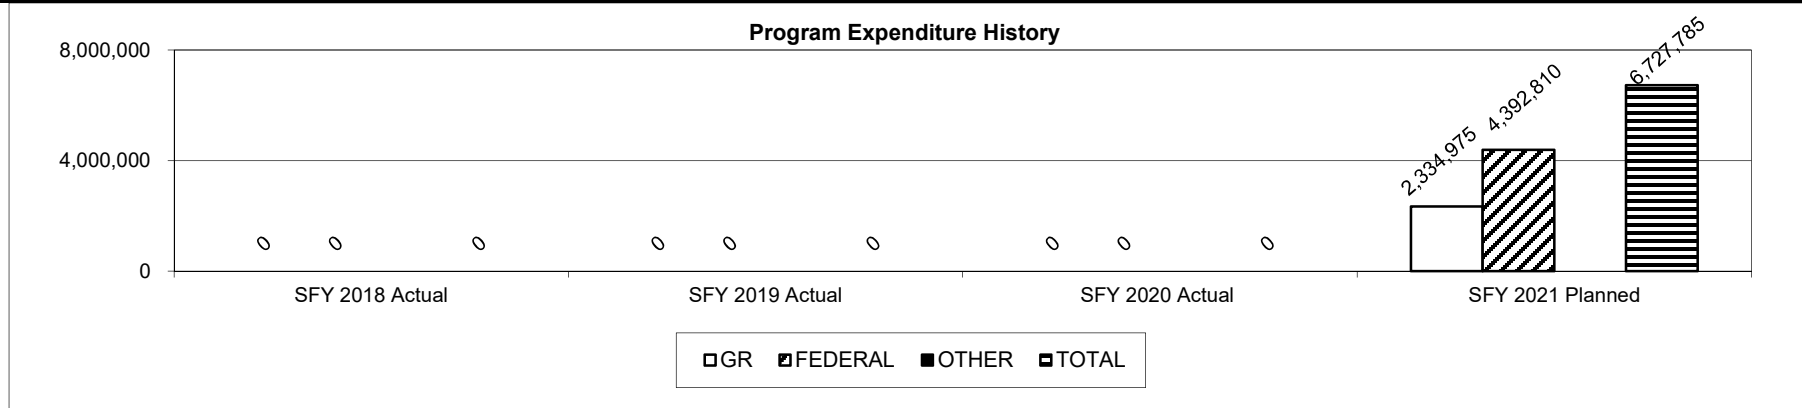 Program Expenditure History
8,000,000
4,000,000
0
0 0 0
0 0 0
0 0 0
2,334,975 4,392,810 6,727,785
SFY 2018 Actual SFY 2019 Actual SFY 2020 Actual SFY 2021 Planned
GR FEDERAL OTHER TOTAL